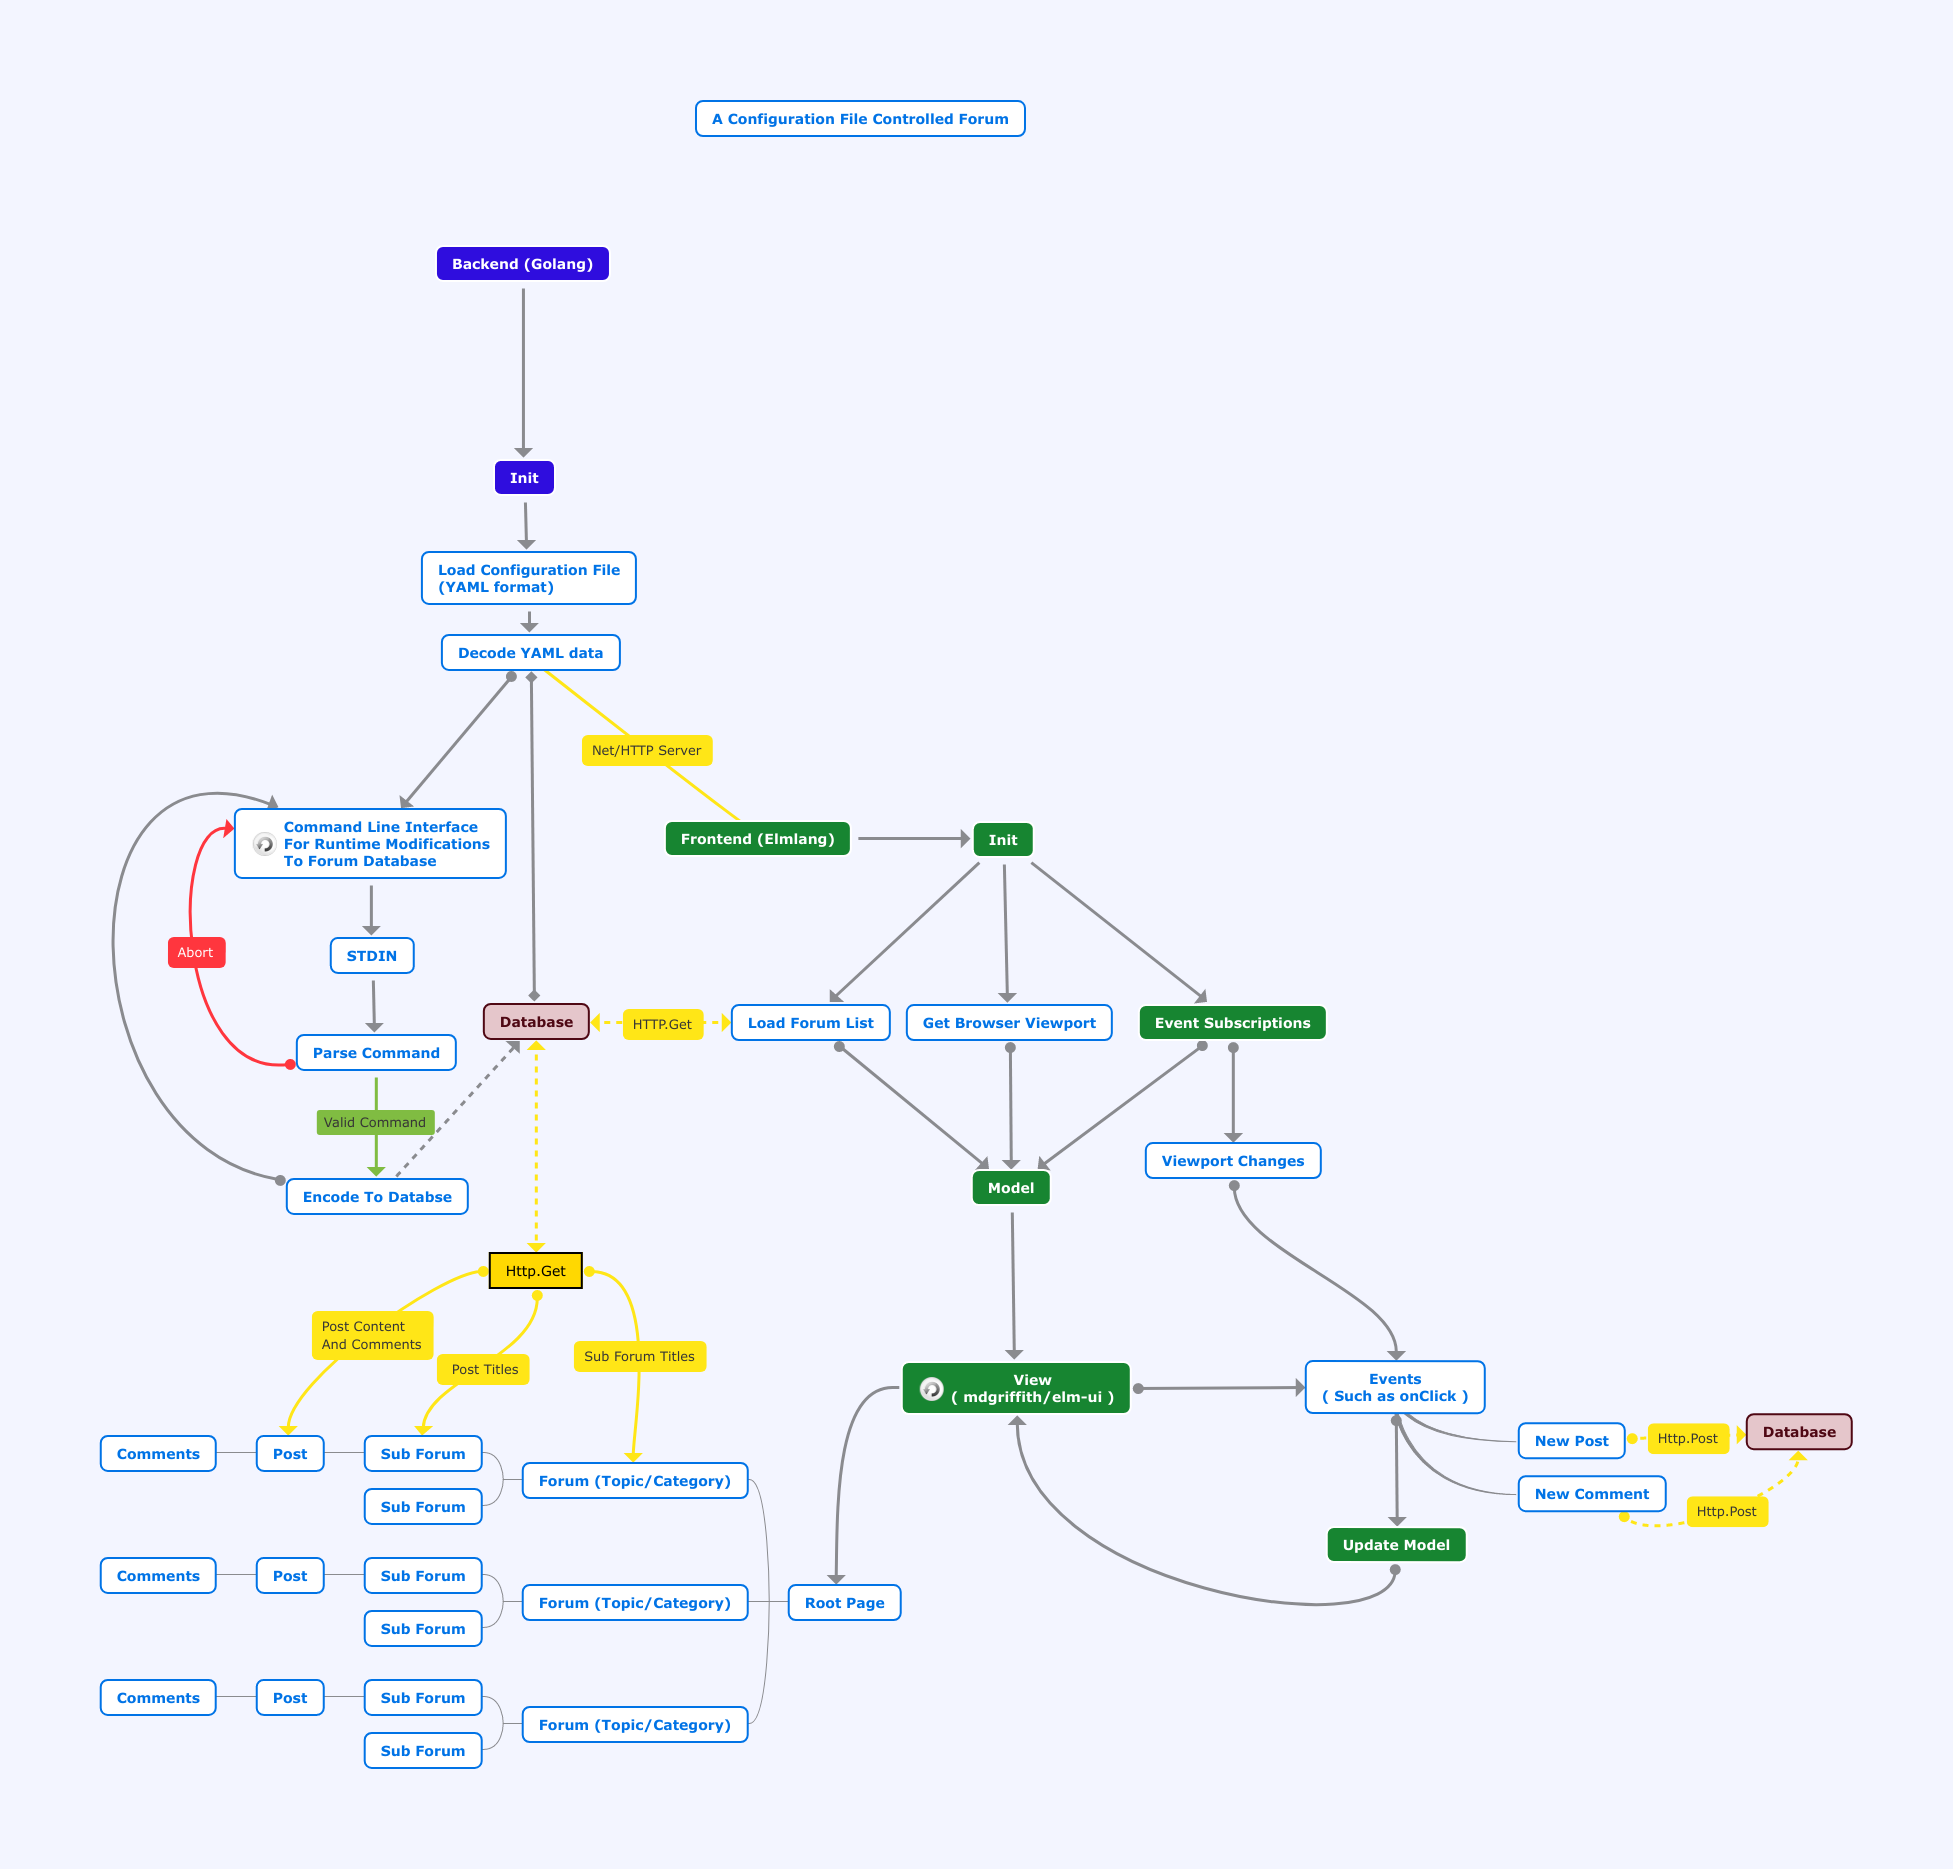 A Configuration File Controlled Forum
Backend (Golang)
Init
Load Configuration File
(YAML format)
Decode YAML data
Net/HTTP Server
Command Line Interface
For Runtime Modifications
To Forum Database
Frontend (Elmlang)
Init
Abort
STDIN
Database
HTTP.Get
Load Forum List
Get Browser Viewport
Event Subscriptions
Parse Command
Valid Command
Viewport Changes
Encode To Databse
Model
Http.Get
Post Content
And Comments
Post Titles
Sub Forum Titles
View
( mdgriffith/elm-ui )
Events
( Such as onClick )
New Post
Http.Post
Database
New Comment
Http.Post
Update Model
Comments
Post
Sub Forum
Forum (Topic/Category)
Sub Forum
Comments
Post
Sub Forum
Forum (Topic/Category)
Root Page
Sub Forum
Comments
Post
Sub Forum
Forum (Topic/Category)
Sub Forum